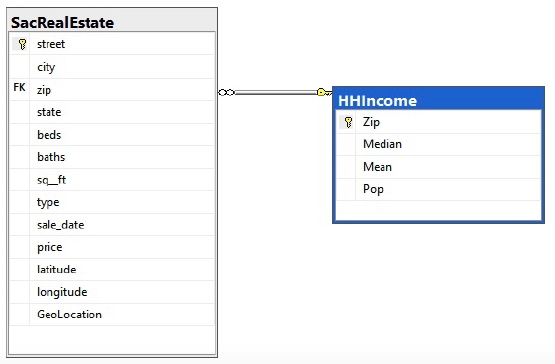 SacRealEstate
street
city
FK zip
state
beds
baths
sq__ft
type
sale_date
price
latitude
longitude
GeoLocation
HHIncome
Zip
Median
Mean
Pop